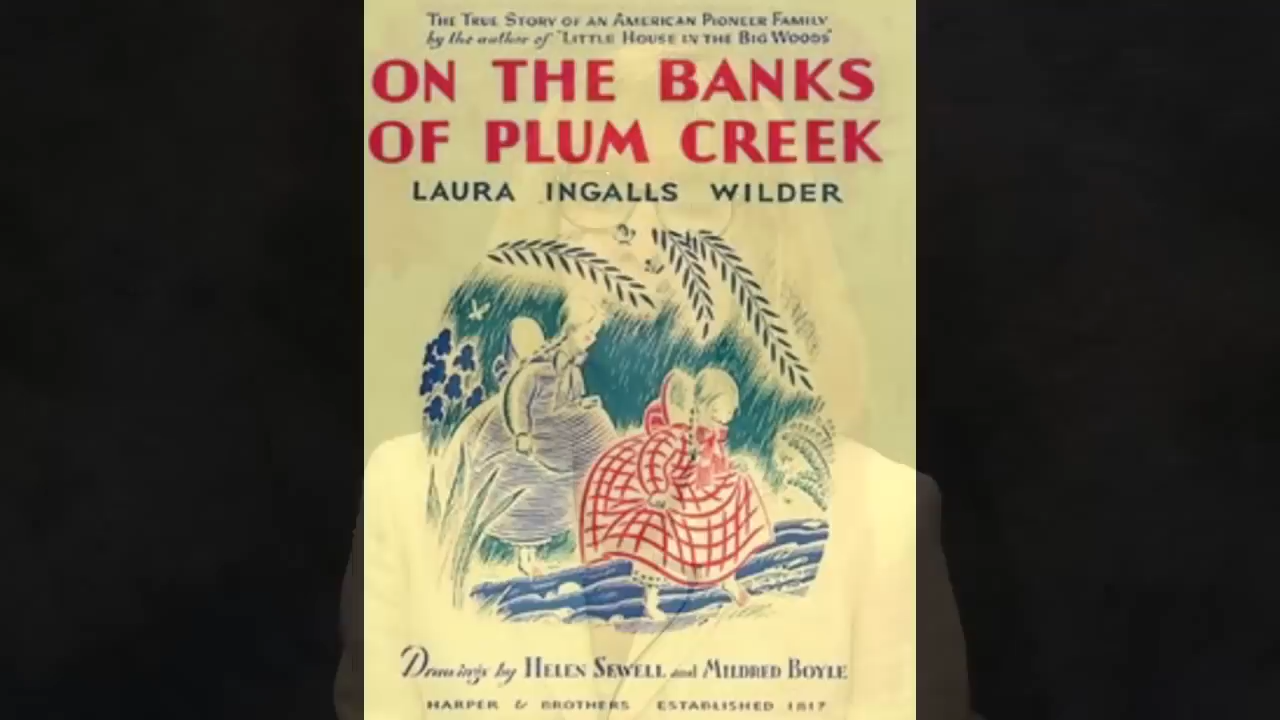 THE TRUE STORY OF AN AMERICAN PIONEER FAMILY
by the author of "LITTLE HOUSE IN THE BIG WOODS"
ON THE BANKS
OF PLUM CREEK
LAURA INGALLS WILDER
Drawings by HELEN SEWELL and MILDRED BOYLE
HARPER & BROTHERS ESTABLISHED 1817